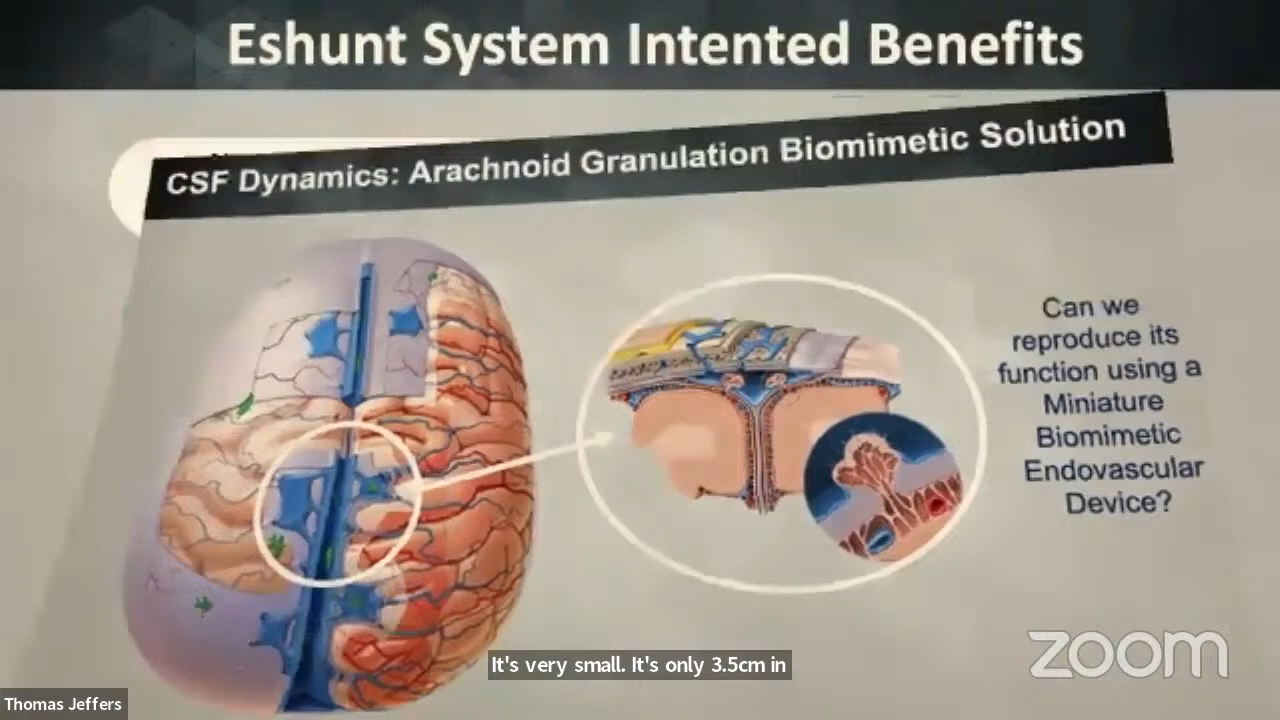 Eshunt System Intented Benefits
CSF Dynamics: Arachnoid Granulation Biomimetic Solution
Can we
reproduce its
function using a
Miniature
Biomimetic
Endovascular
Device?
It's very small. It's only 3.5cm in
zoom
Thomas Jeffers